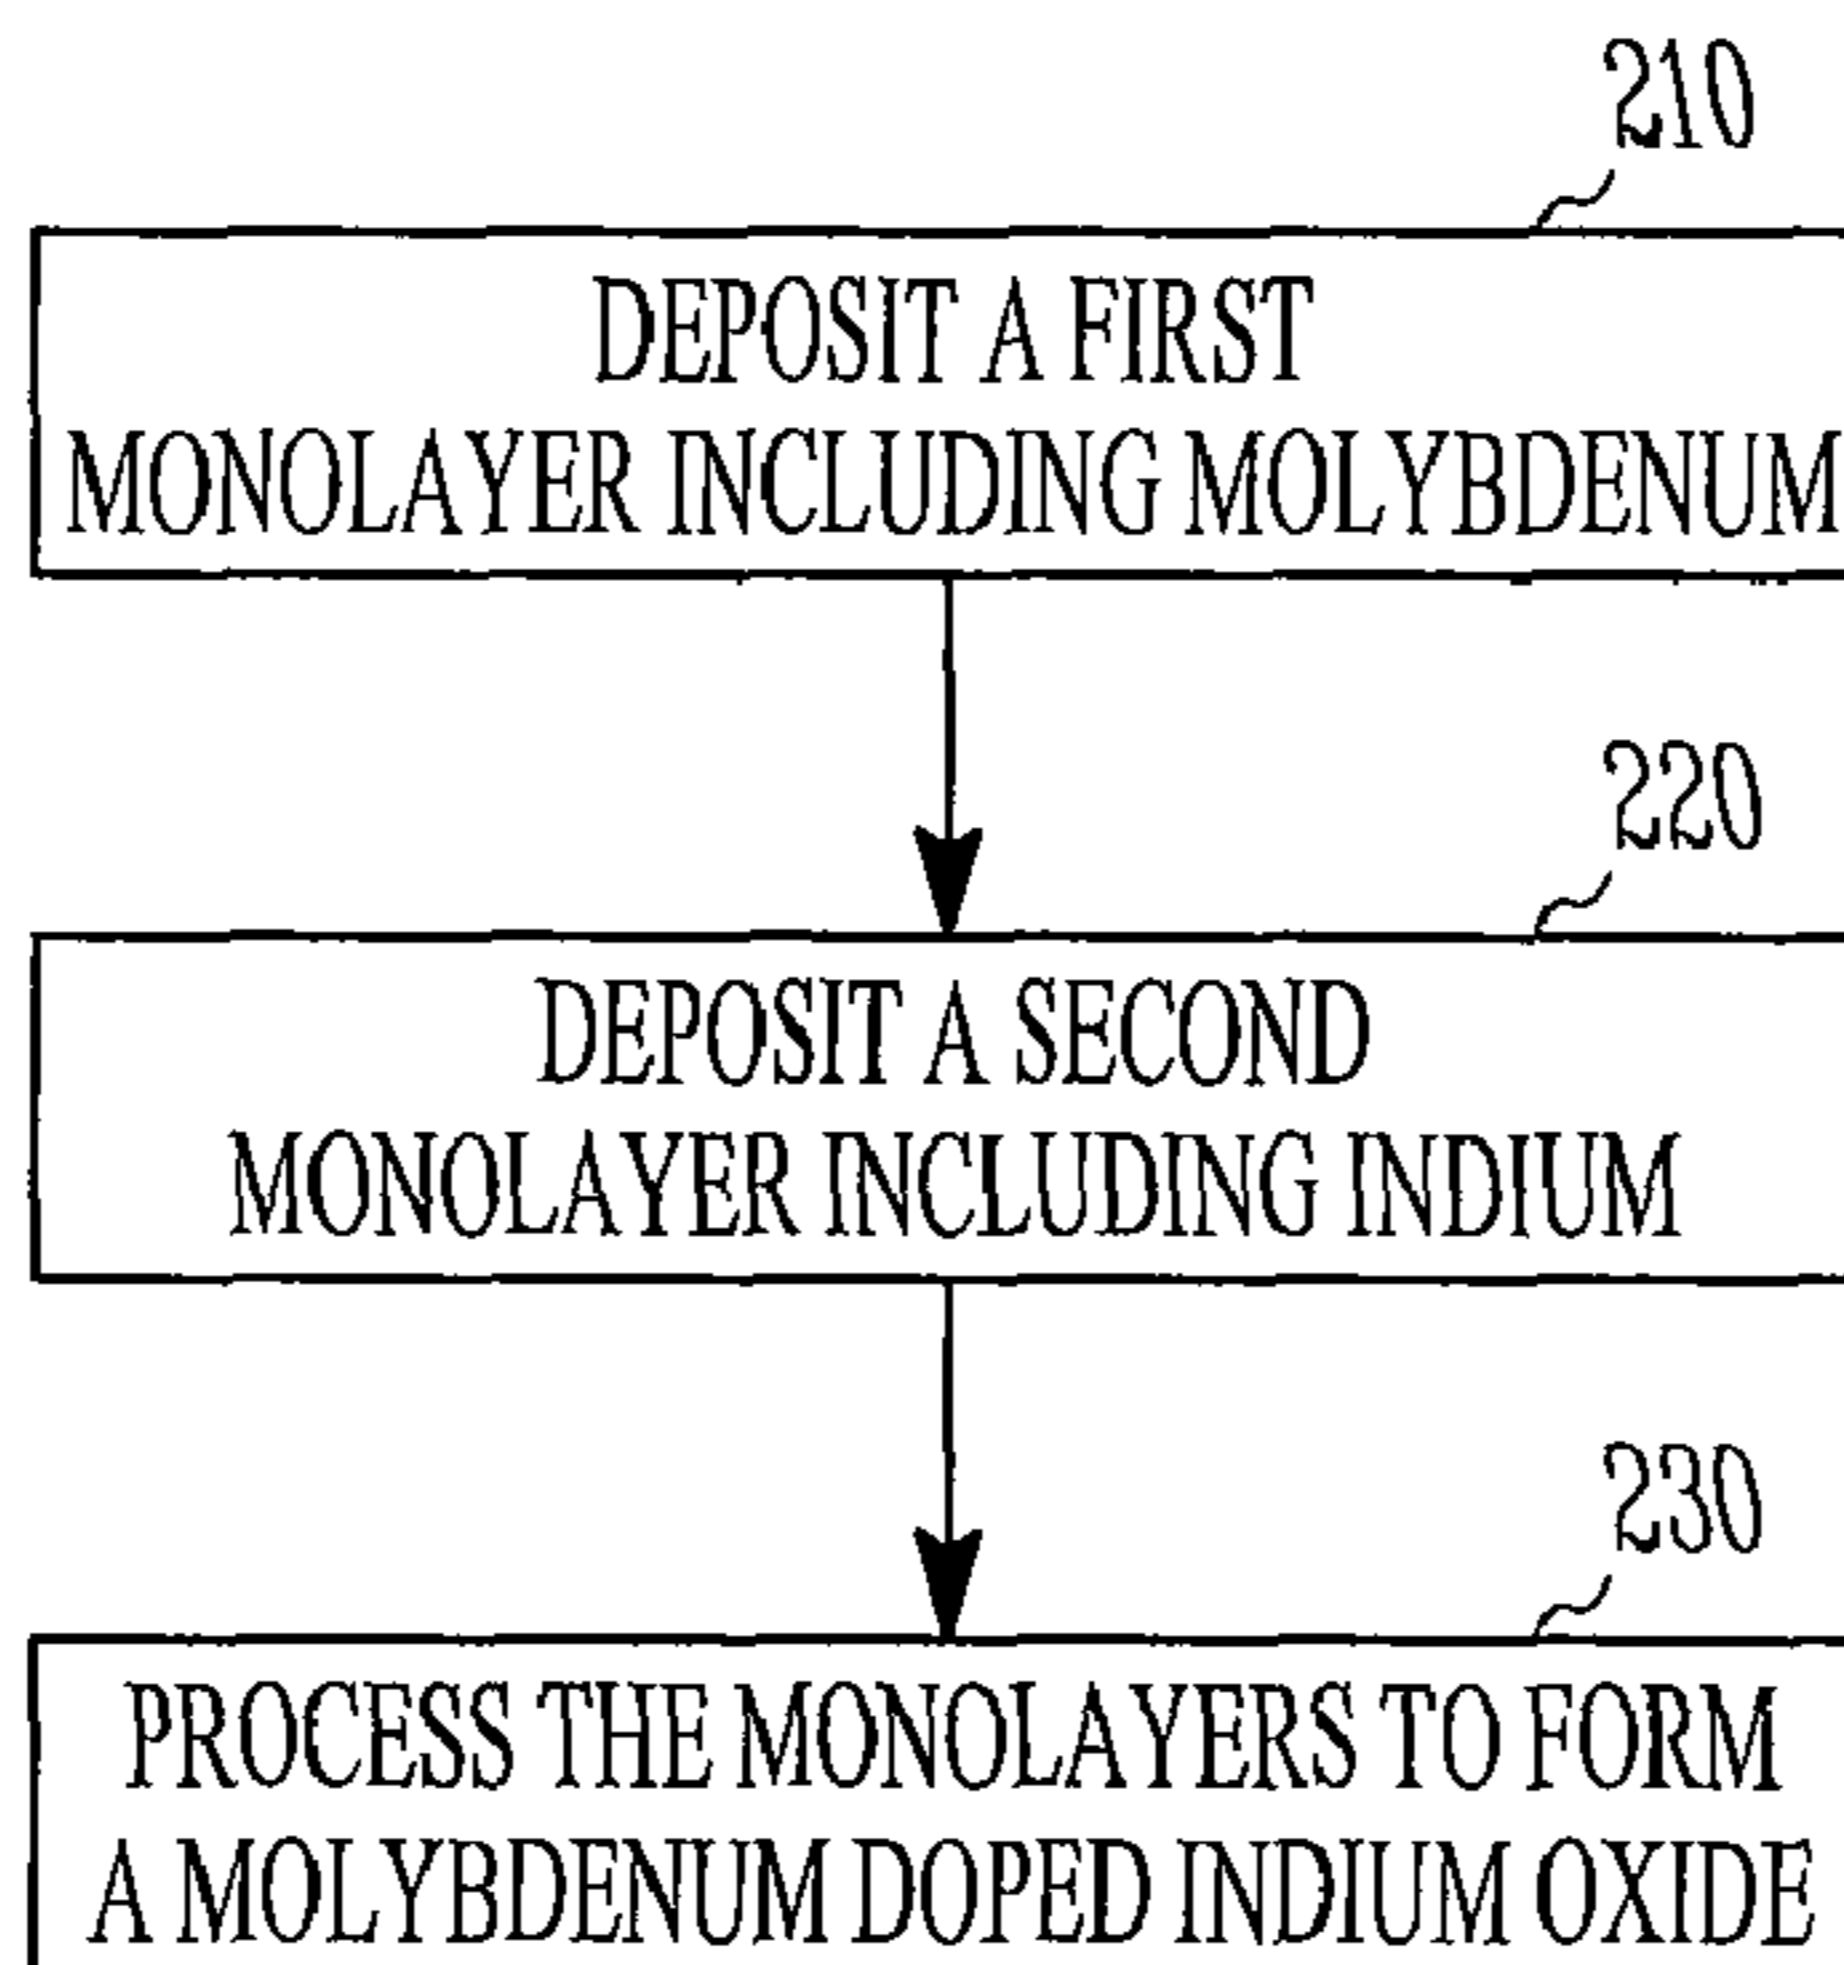 210
DEPOSIT A FIRST
MONOLAYER INCLUDING MOLYBDENUM
220
DEPOSIT A SECOND
MONOLAYER INCLUDING INDIUM
230
PROCESS THE MONOLAYERS TO FORM
A MOLYBDENUM DOPED INDIUM OXIDE